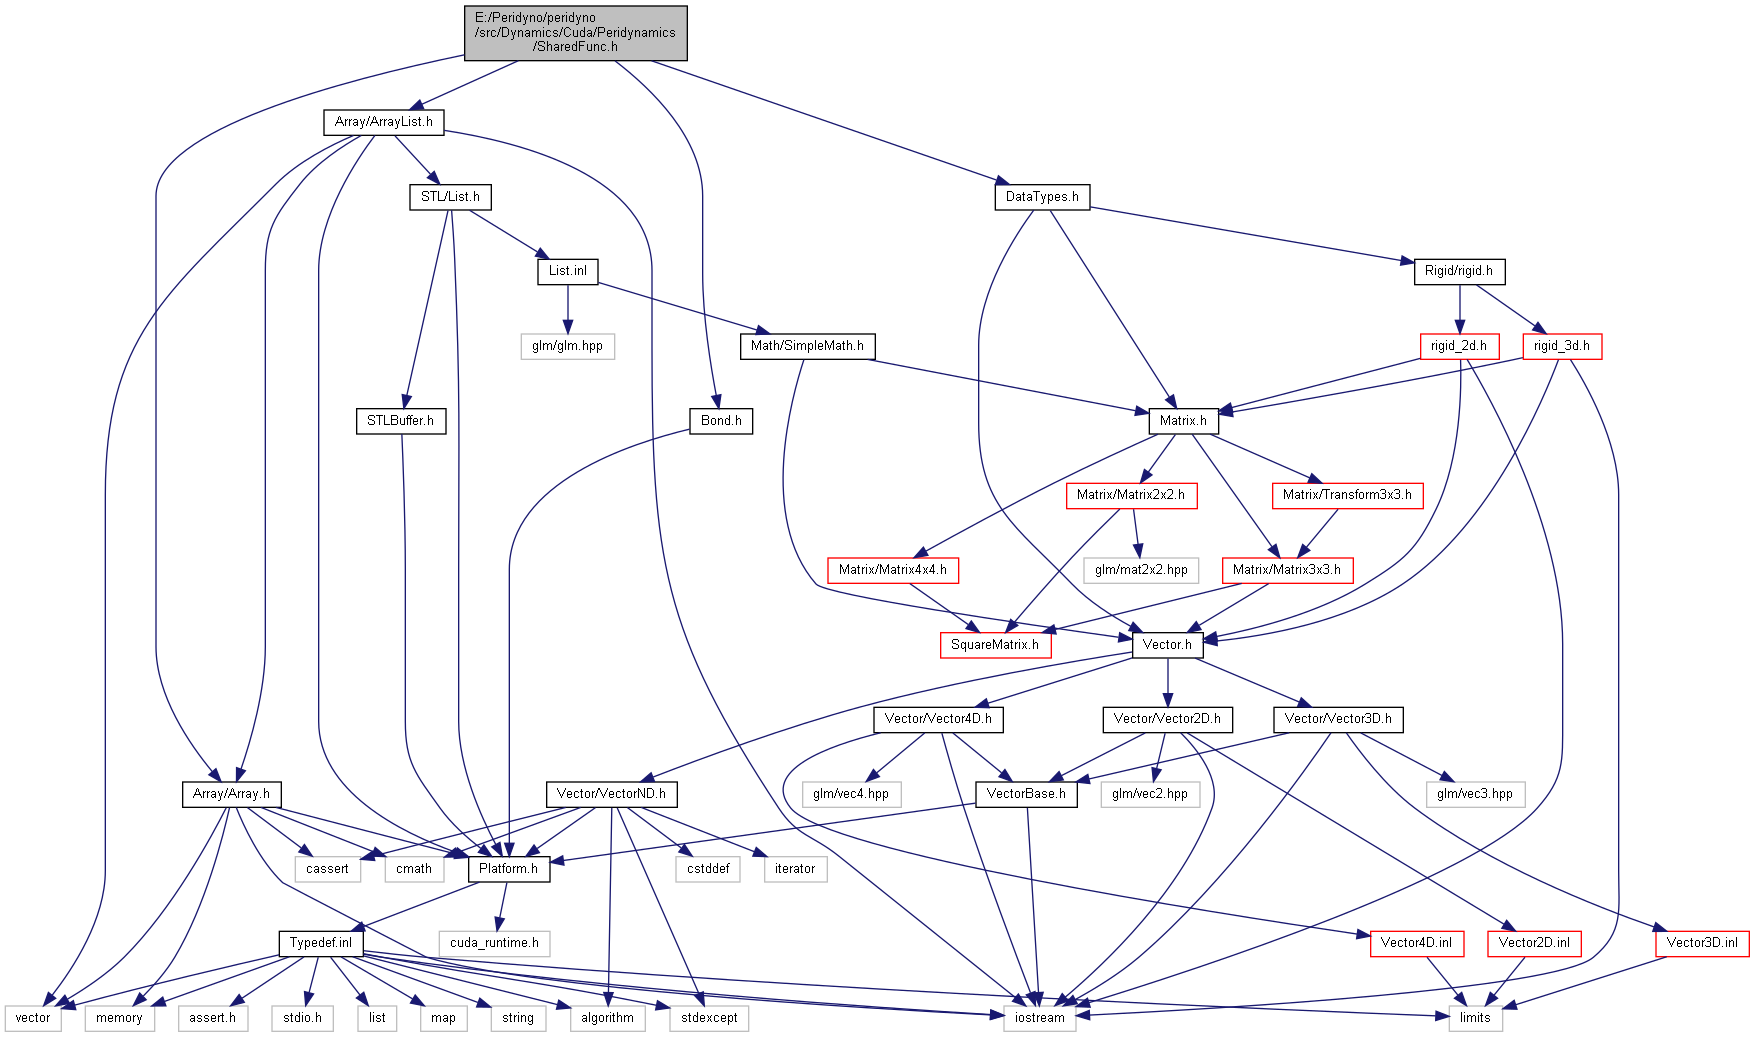 E:/Peridyno/peridyno
/src/Dynamics/Cuda/Peridynamics
/SharedFunc.h
Array/ArrayList.h
STL/List.h
DataTypes.h
List.inl
Rigid/rigid.h
glm/glm.hpp
Math/SimpleMath.h
rigid_2d.h
rigid_3d.h
STLBuffer.h
Bond.h
Matrix.h
Matrix/Matrix2x2.h
Matrix/Transform3x3.h
Matrix/Matrix4x4.h
glm/mat2x2.hpp
Matrix/Matrix3x3.h
SquareMatrix.h
Vector.h
Vector/Vector4D.h
Vector/Vector2D.h
Vector/Vector3D.h
Array/Array.h
Vector/VectorND.h
glm/vec4.hpp
VectorBase.h
glm/vec2.hpp
glm/vec3.hpp
cassert
cmath
Platform.h
cstddef
iterator
Typedef.inl
cuda_runtime.h
Vector4D.inl
Vector2D.inl
Vector3D.inl
vector
memory
assert.h
stdio.h
list
map
string
algorithm
stdexcept
iostream
limits